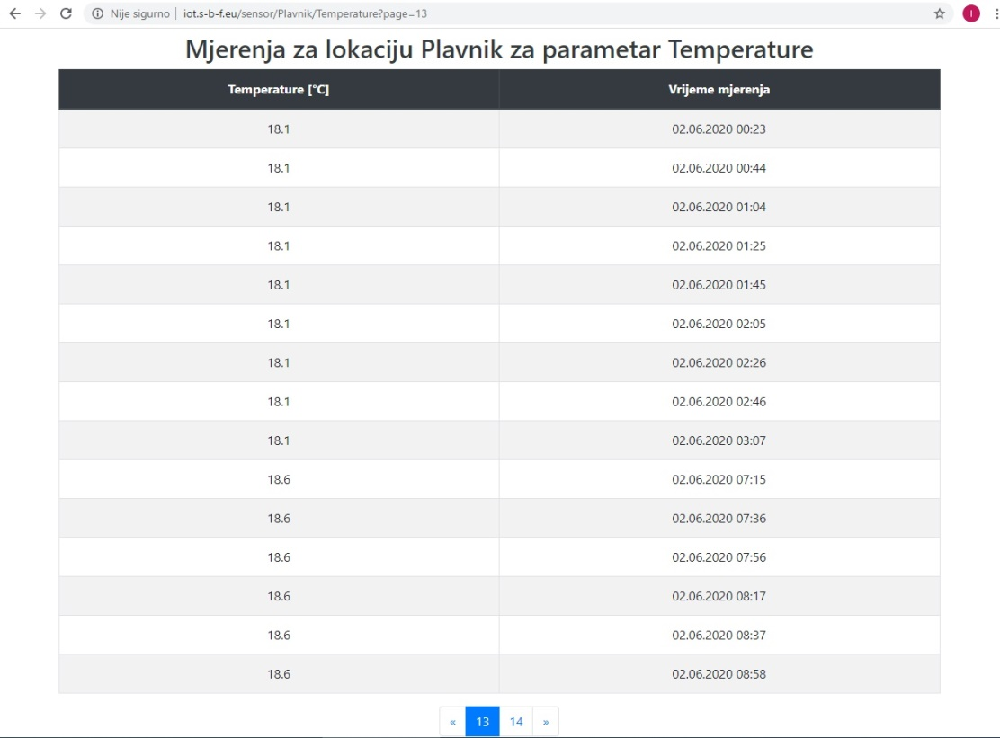 Nije sigurno | iot.s-b-f.eu/sensor/Plavnik/Temperature?page=13
I
Mjerenja za lokaciju Plavnik za parametar Temperature
Temperature [°C] Vrijeme mjerenja
18.1 02.06.2020 00:23
18.1 02.06.2020 00:44
18.1 02.06.2020 01:04
18.1 02.06.2020 01:25
18.1 02.06.2020 01:45
18.1 02.06.2020 02:05
18.1 02.06.2020 02:26
18.1 02.06.2020 02:46
18.1 02.06.2020 03:07
18.6 02.06.2020 07:15
18.6 02.06.2020 07:36
18.6 02.06.2020 07:56
18.6 02.06.2020 08:17
18.6 02.06.2020 08:37
18.6 02.06.2020 08:58
« 13 14 »